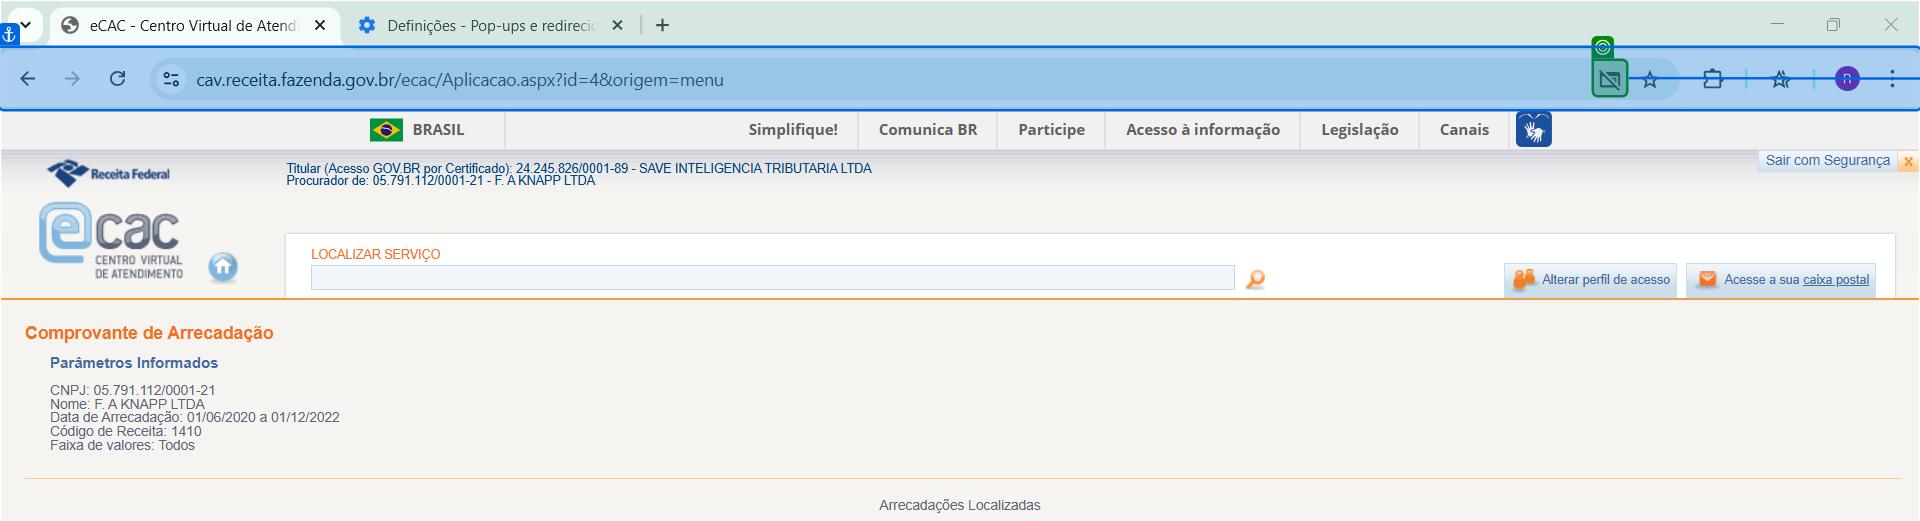 eCAC - Centro Virtual de Atend
Definições - Pop-ups e redirecio
cav.receita.fazenda.gov.br/ecac/Aplicacao.aspx?id=4&origem=menu
R
BRASIL
Simplifique!
Comunica BR
Participe
Acesso à informação
Legislação
Canais
Receita Federal
Titular (Acesso GOV.BR por Certificado): 24.245.826/0001-89 - SAVE INTELIGENCIA TRIBUTARIA LTDA
Procurador de: 05.791.112/0001-21 - F. A KNAPP LTDA
Sair com Segurança
x
ecac
CENTRO VIRTUAL
DE ATENDIMENTO
LOCALIZAR SERVIÇO
Alterar perfil de acesso
Acesse a sua caixa postal
Comprovante de Arrecadação
Parâmetros Informados
CNPJ: 05.791.112/0001-21
Nome: F. A KNAPP LTDA
Data de Arrecadação: 01/06/2020 a 01/12/2022
Código de Receita: 1410
Faixa de valores: Todos
Arrecadações Localizadas